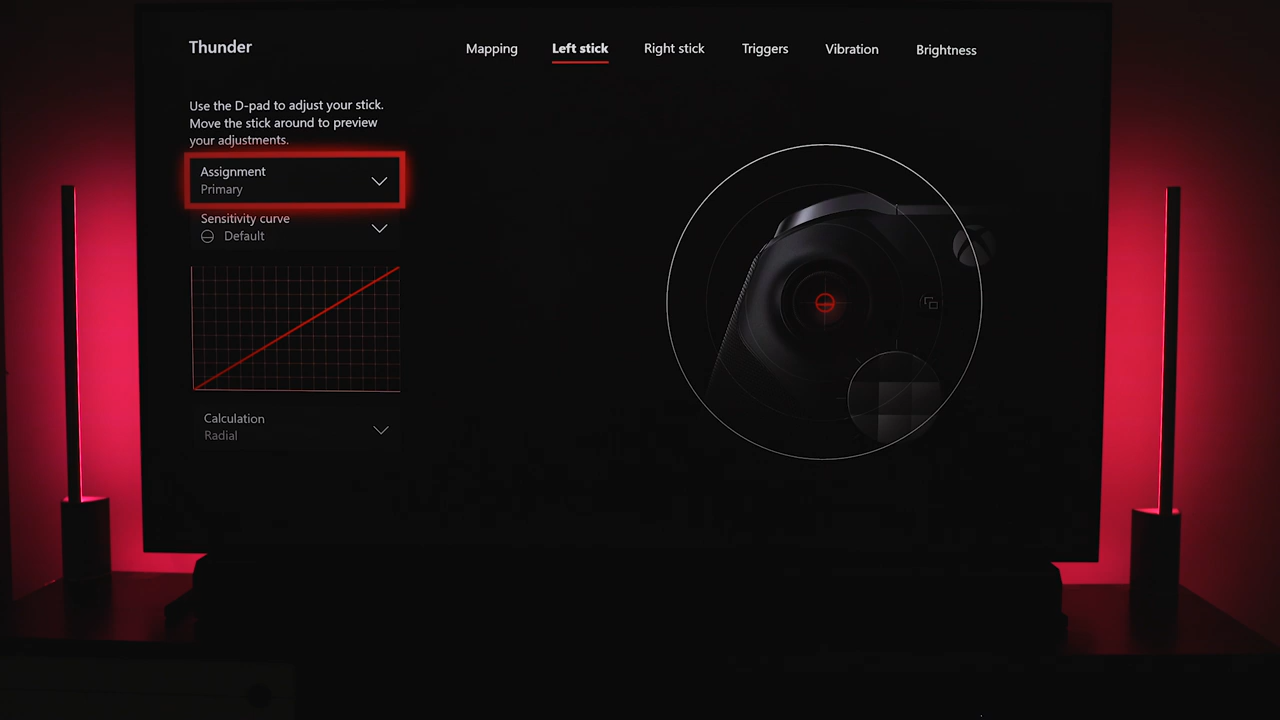 Thunder
Mapping
Left stick
Right stick
Triggers
Vibration
Brightness
Use the D-pad to adjust your stick.
Move the stick around to preview
your adjustments.
Assignment
Primary
Sensitivity curve
Default
Calculation
Radial